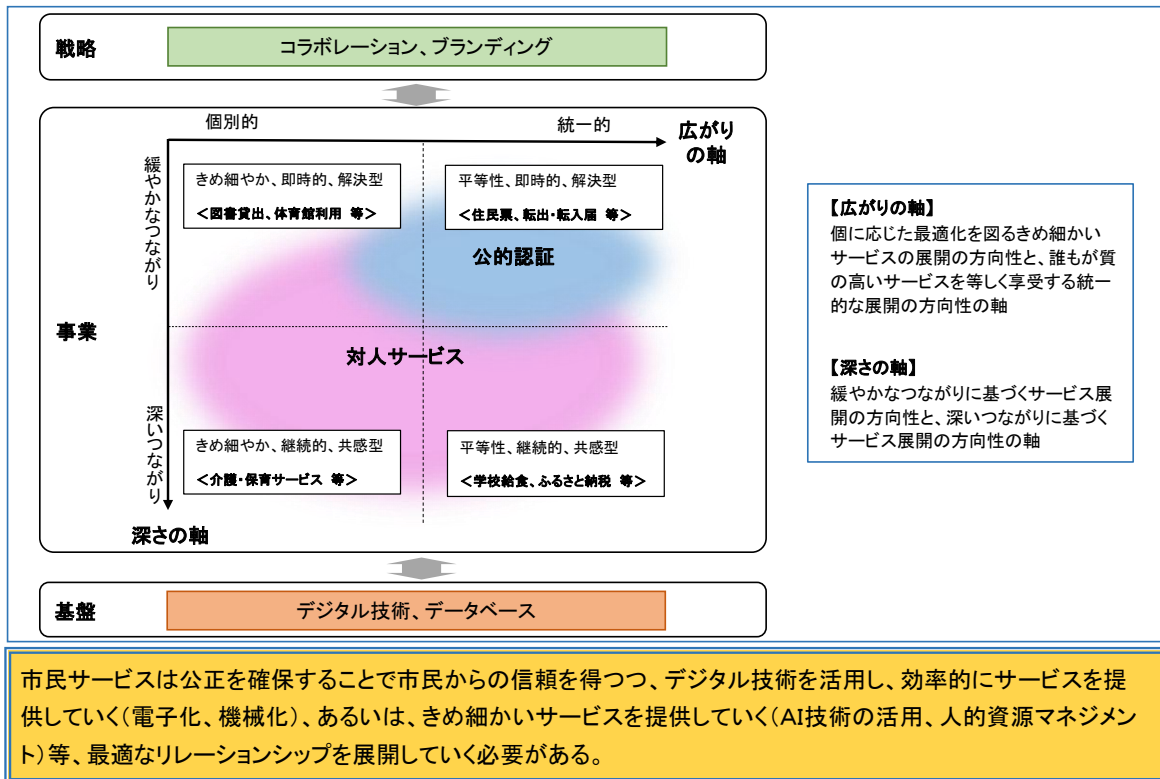 戦略
コラボレーション、ブランディング
個別的
統一的
広がり
の軸
緩やかなつながり
きめ細やか、即時的、解決型
<図書貸出、体育館利用 等>
平等性、即時的、解決型
<住民票、転出・転入届 等>
公的認証
事業
対人サービス
深いつながり
きめ細やか、継続的、共感型
<介護・保育サービス 等>
平等性、継続的、共感型
<学校給食、ふるさと納税 等>
深さの軸
基盤
デジタル技術、データベース
【広がりの軸】
個に応じた最適化を図るきめ細かい
サービスの展開の方向性と、誰もが質
の高いサービスを等しく享受する統一
的な展開の方向性の軸
【深さの軸】
緩やかなつながりに基づくサービス展
開の方向性と、深いつながりに基づく
サービス展開の方向性の軸
市民サービスは公正を確保することで市民からの信頼を得つつ、デジタル技術を活用し、効率的にサービスを提
供していく(電子化、機械化)、あるいは、きめ細かいサービスを提供していく(AI技術の活用、人的資源マネジメン
ト)等、最適なリレーションシップを展開していく必要がある。